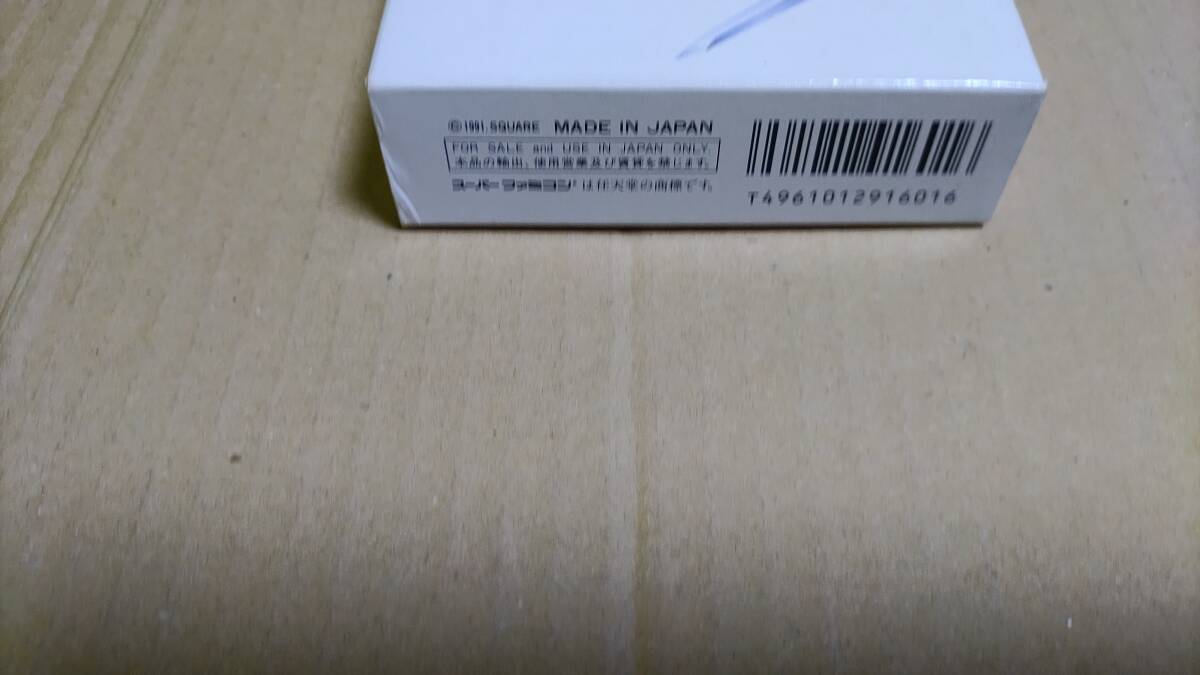 ©1991, SQUARE MADE IN JAPAN
FOR SALE and USE IN JAPAN ONLY.
本品の輸出、使用営業及び賃貸を禁じます。
スーパーファミコン®は任天堂の商標です。
T4961012916016